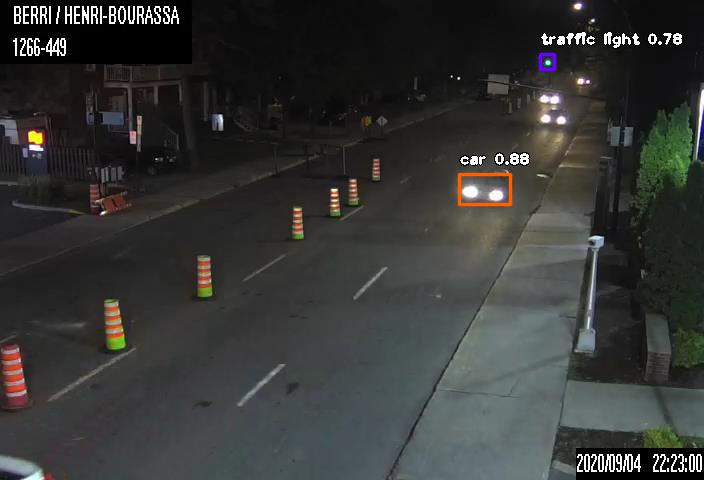 BERRI / HENRI-BOURASSA
1266-449
traffic light 0.78
car 0.88
2020/09/04 22:23:00